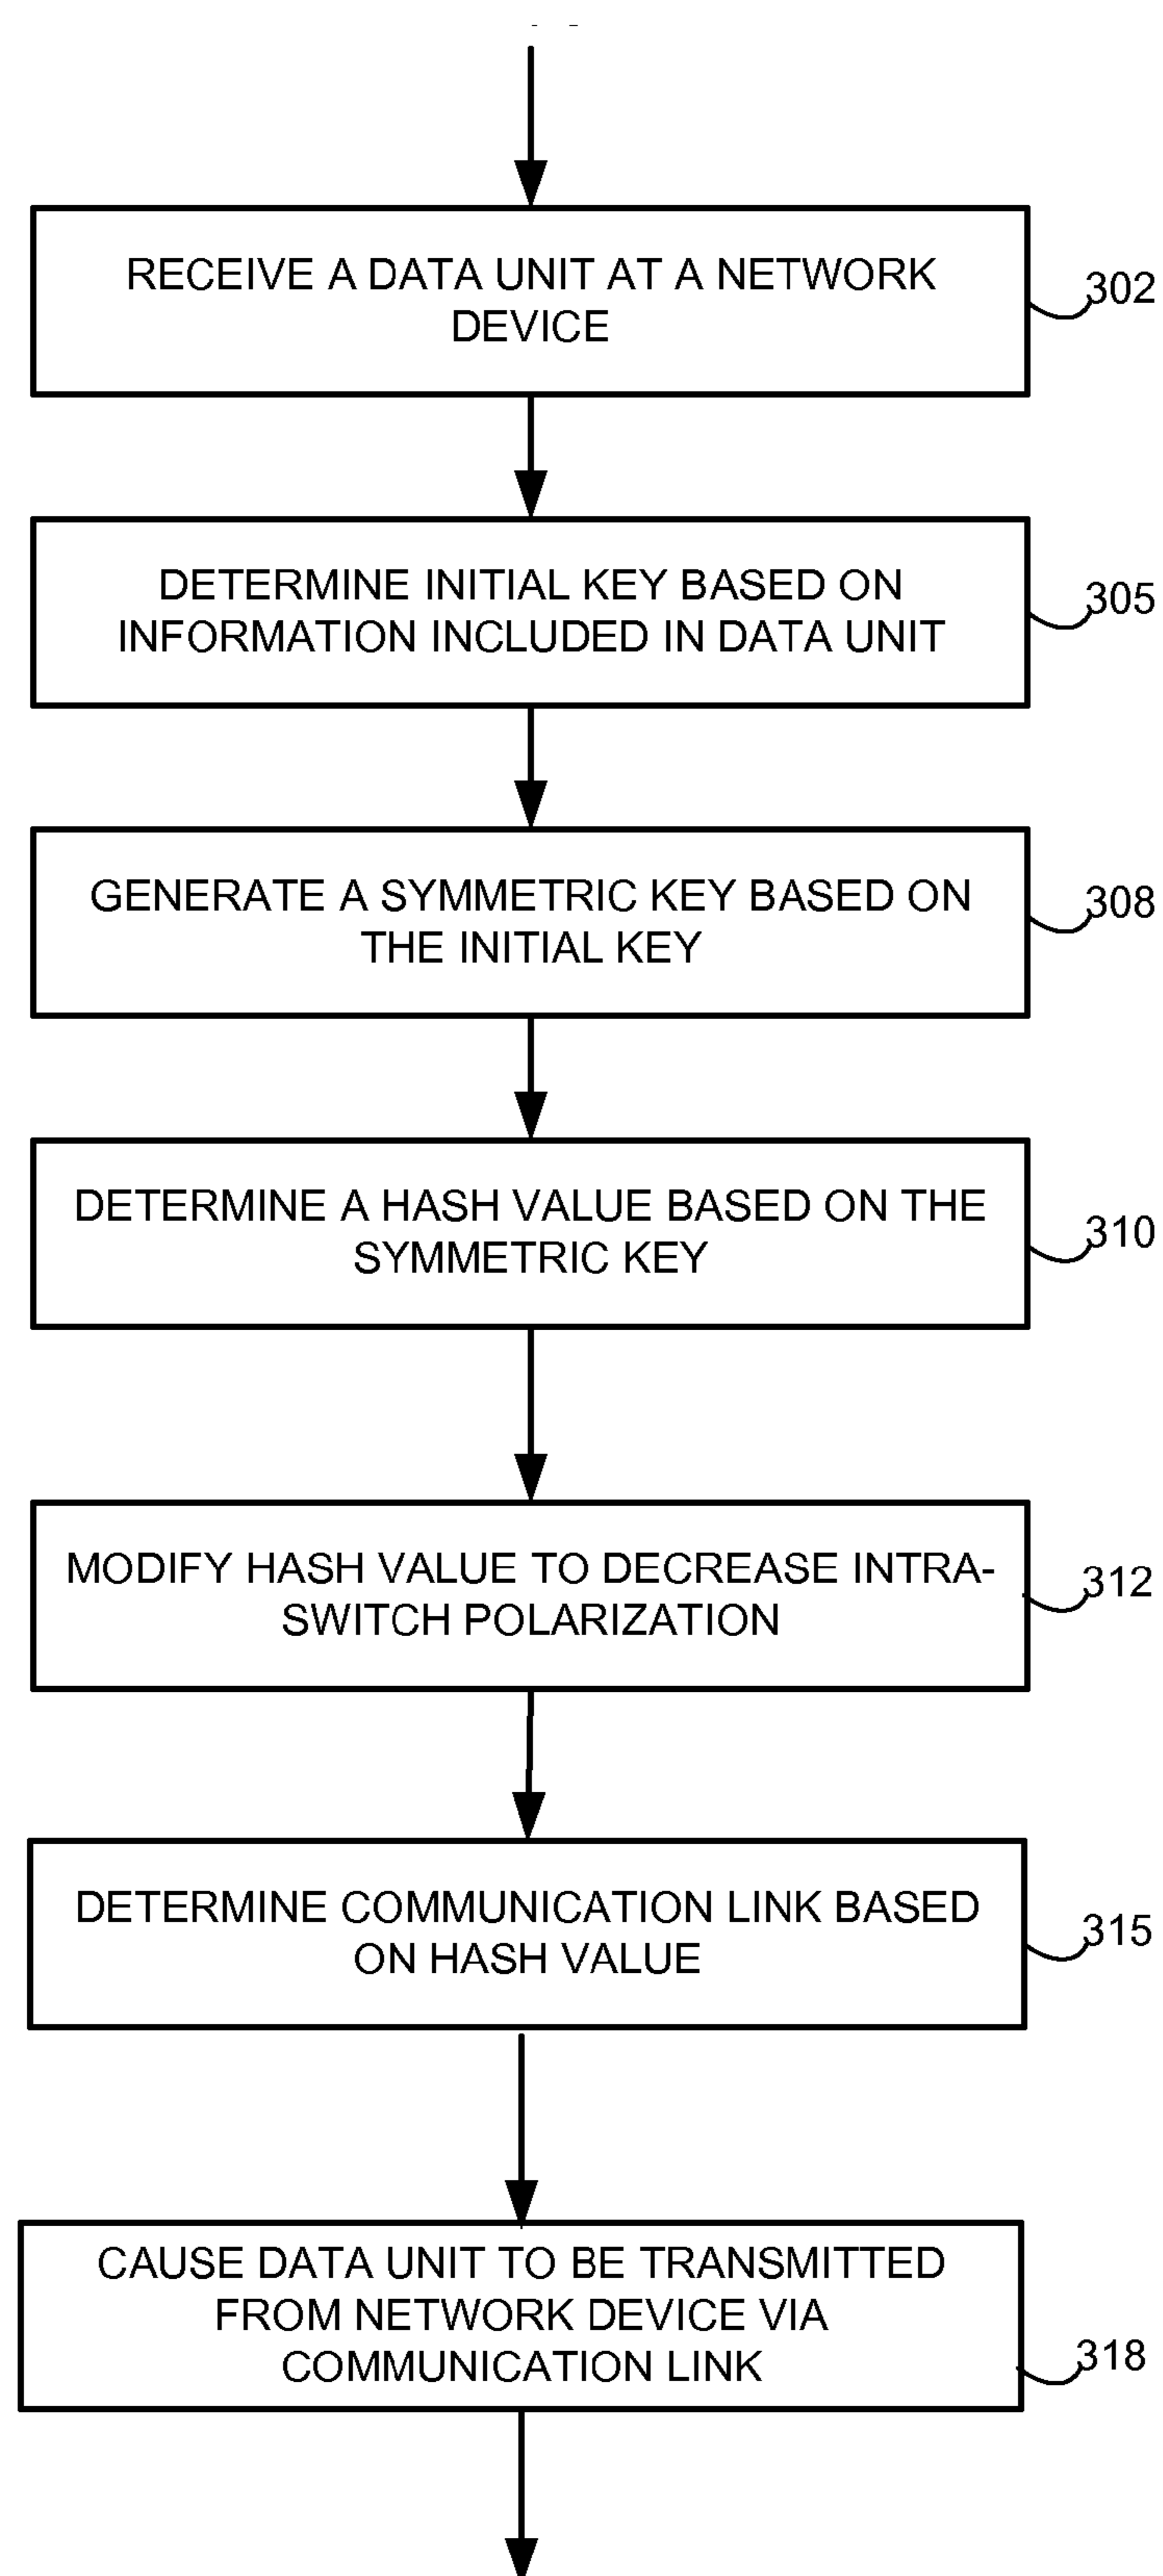 RECEIVE A DATA UNIT AT A NETWORK
DEVICE
302
DETERMINE INITIAL KEY BASED ON
INFORMATION INCLUDED IN DATA UNIT
305
GENERATE A SYMMETRIC KEY BASED ON
THE INITIAL KEY
308
DETERMINE A HASH VALUE BASED ON THE
SYMMETRIC KEY
310
MODIFY HASH VALUE TO DECREASE INTRA-
SWITCH POLARIZATION
312
DETERMINE COMMUNICATION LINK BASED
ON HASH VALUE
315
CAUSE DATA UNIT TO BE TRANSMITTED
FROM NETWORK DEVICE VIA
COMMUNICATION LINK
318